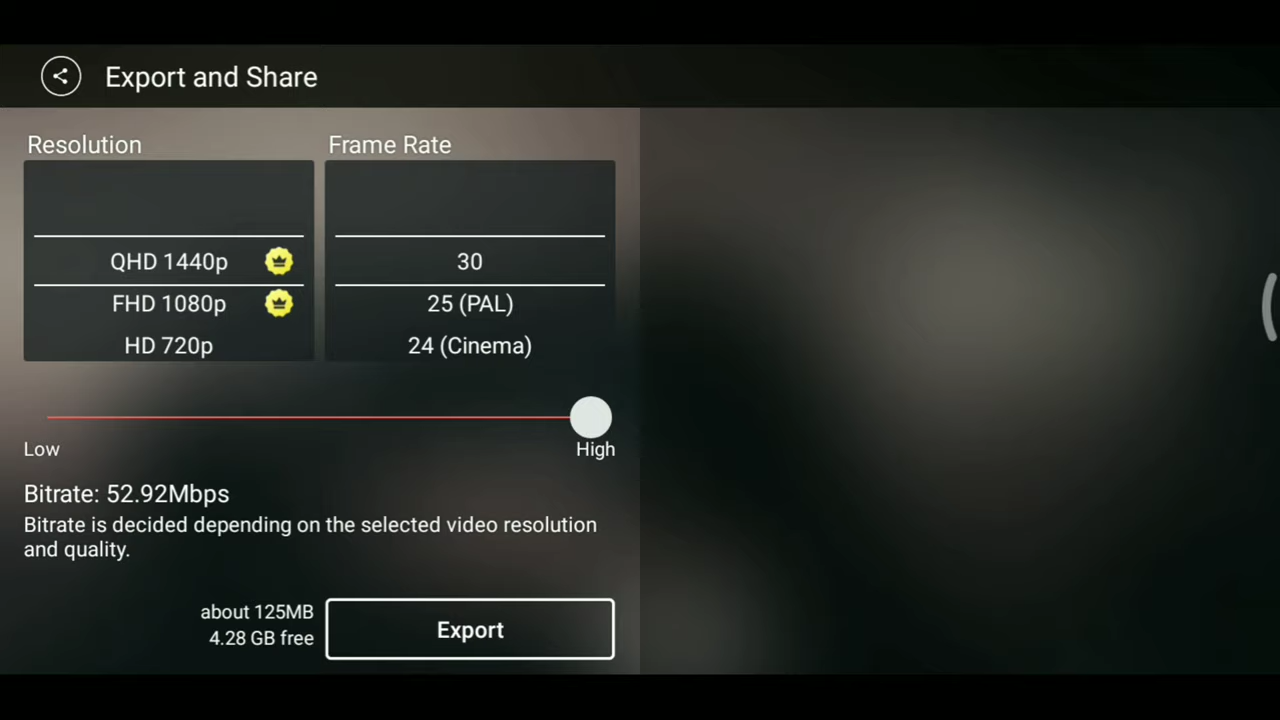 Export and Share
Resolution
Frame Rate
QHD 1440p
30
FHD 1080p
25 (PAL)
HD 720p
24 (Cinema)
Low
High
Bitrate: 52.92Mbps
Bitrate is decided depending on the selected video resolution
and quality.
about 125MB
4.28 GB free
Export